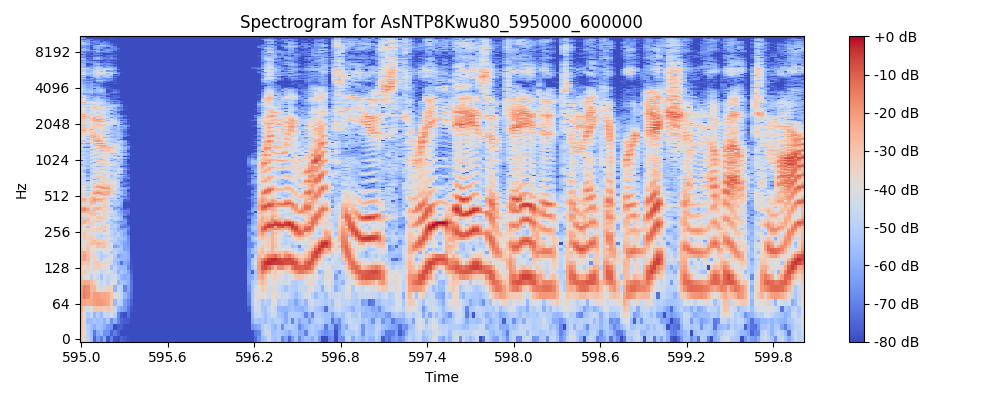 Spectrogram for AsNTP8Kwu80_595000_600000
8192
4096
2048
1024
512
256
128
64
0
Hz
595.0 595.6 596.2 596.8 597.4 598.0 598.6 599.2 599.8
Time
+0 dB
-10 dB
-20 dB
-30 dB
-40 dB
-50 dB
-60 dB
-70 dB
-80 dB